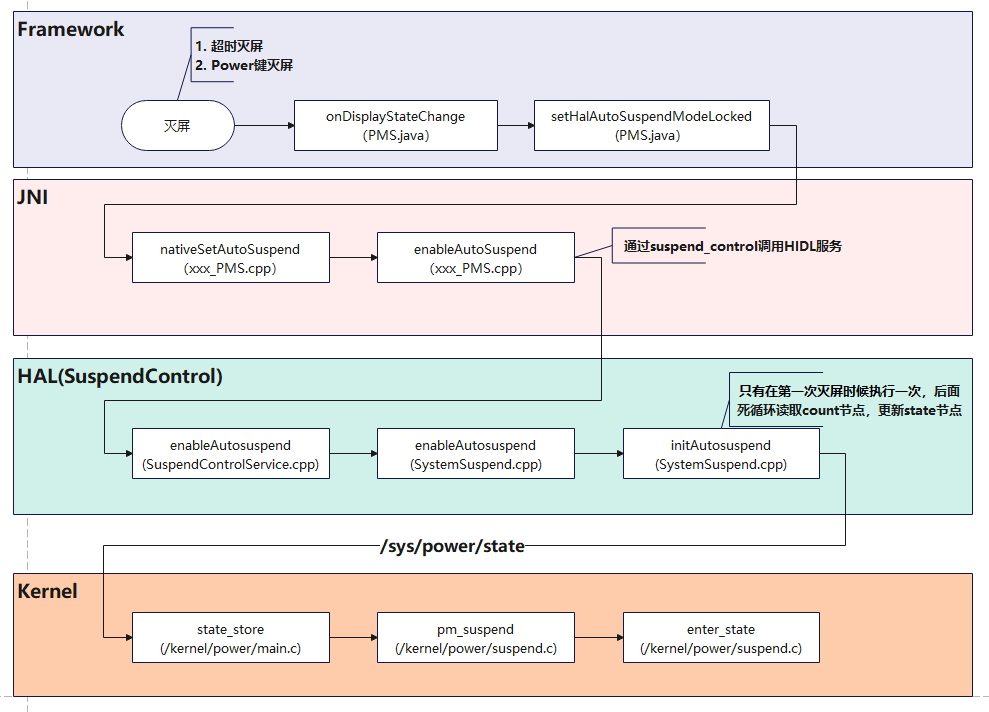 Framework
1. 超时灭屏
2. Power键灭屏
灭屏
onDisplayStateChange
（PMS.java）
setHalAutoSuspendModeLocked
（PMS.java）
JNI
nativeSetAutoSuspend
（xxx_PMS.cpp）
enableAutoSuspend
（xxx_PMS.cpp）
通过suspend_control调用HIDL服务
HAL(SuspendControl)
只有在第一次灭屏时候执行一次，后面
死循环读取count节点，更新state节点
enableAutosuspend
(SuspendControlService.cpp)
enableAutosuspend
(SystemSuspend.cpp)
initAutosuspend
(SystemSuspend.cpp)
/sys/power/state
Kernel
state_store
(/kernel/power/main.c)
pm_suspend
(/kernel/power/suspend.c)
enter_state
(/kernel/power/suspend.c)